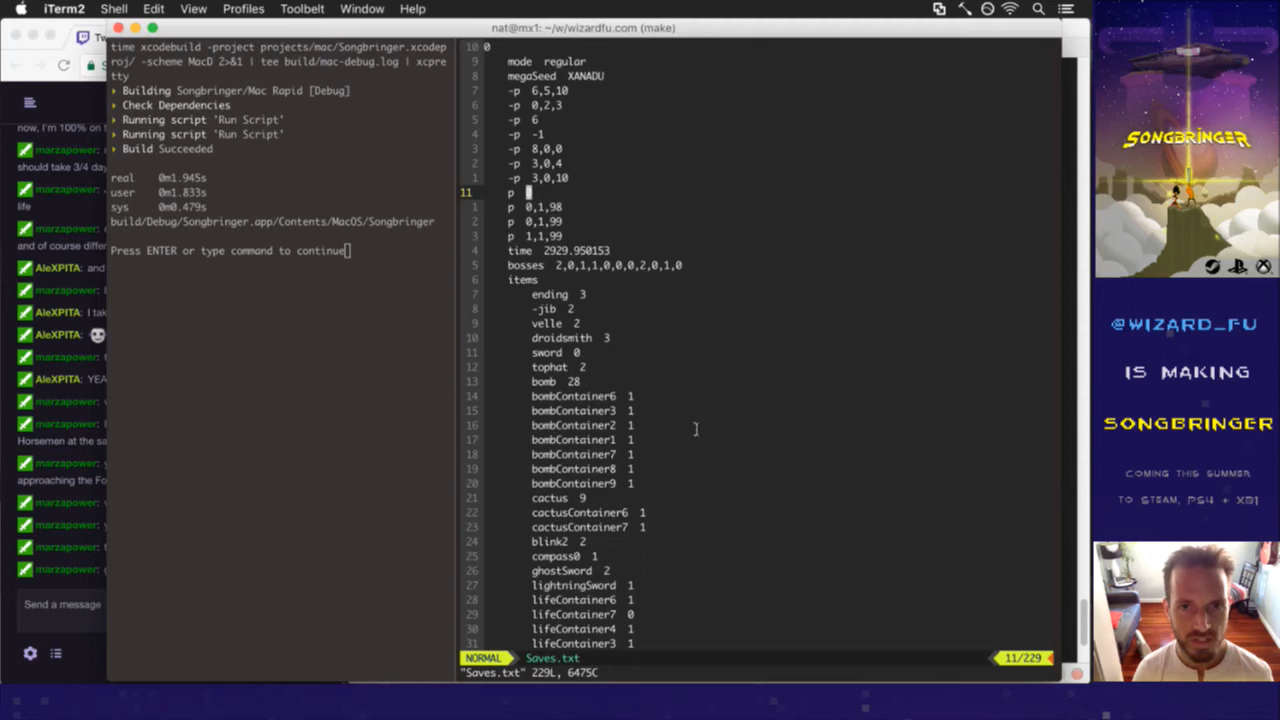 iTerm2 Shell Edit View Profiles Toolbelt Window Help
nat@mx1: ~/w/wizardfu.com (make)
Tw
now, I'm 100% on t
marzapower:
should take 3/4 da
life
marzapower:
and of course differ
AleXPITA: and
marzapower:
AleXPITA: I tak
AleXPITA:
marzapower:
AleXPITA: YEA
marzapower:
marzapower:
Horsemen at the sa
marzapower:
approaching the Fo
marzapower:
marzapower:
marzapower:
marzapower:
Send a message
time xcodebuild -project projects/mac/Songbringer.xcodep
roj/ -scheme MacD 2>&1 | tee build/mac-debug.log | xcpre
tty
Building Songbringer/Mac Rapid [Debug]
Check Dependencies
Running script 'Run Script'
Running script 'Run Script'
Build Succeeded
real 0m1.945s
user 0m1.833s
sys 0m0.479s
build/Debug/Songbringer.app/Contents/MacOS/Songbringer
Press ENTER or type command to continue
10 0
9 mode regular
8 megaSeed XANADU
7 -p 6,5,10
6 -p 0,2,3
5 -p 6
4 -p -1
3 -p 8,0,0
2 -p 3,0,4
1 -p 3,0,10
11 p 0
1 p 0,1,98
2 p 0,1,99
3 p 1,1,99
4 time 2929.950153
5 bosses 2,0,1,1,0,0,0,2,0,1,0
6 items
7 ending 3
8 -jib 2
9 velle 2
10 droidsmith 3
11 sword 0
12 tophat 2
13 bomb 28
14 bombContainer6 1
15 bombContainer3 1
16 bombContainer2 1
17 bombContainer1 1
18 bombContainer7 1
19 bombContainer8 1
20 bombContainer9 1
21 cactus 9
22 cactusContainer6 1
23 cactusContainer7 1
24 blink2 2
25 compass0 1
26 ghostSword 2
27 lightningSword 1
28 lifeContainer6 1
29 lifeContainer7 0
30 lifeContainer4 1
31 lifeContainer3 1
NORMAL Saves.txt 11/229
"Saves.txt" 229L, 6475C
SONGBRINGER
@WIZARD_FU
IS MAKING
SONGBRINGER
COMING THIS SUMMER
TO STEAM, PS4 + XB1